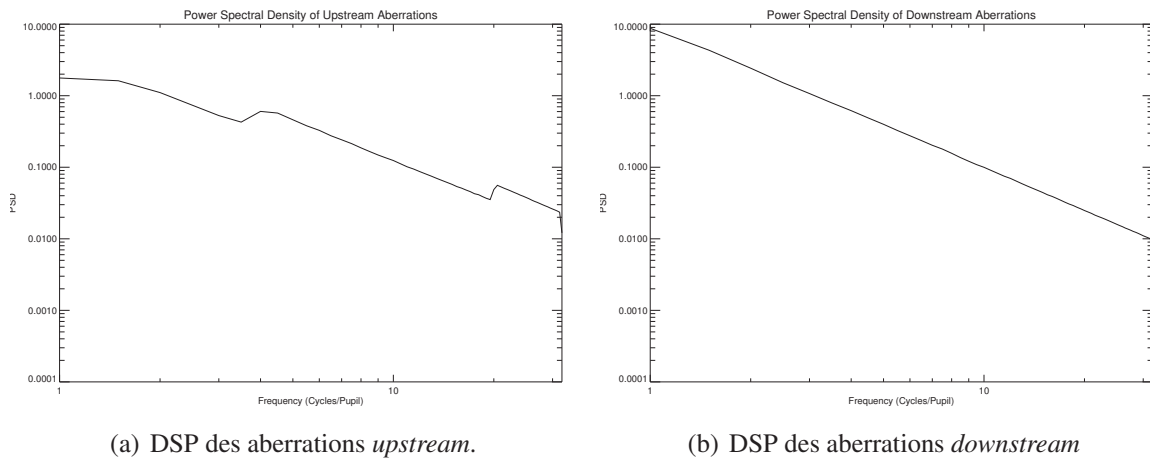 Power Spectral Density of Upstream Aberrations
10.0000
1.0000
0.1000
0.0100
0.0010
0.0001
PSD
1
10
Frequency (Cycles/Pupil)
(a) DSP des aberrations upstream.
Power Spectral Density of Downstream Aberrations
10.0000
1.0000
0.1000
0.0100
0.0010
0.0001
PSD
1
10
Frequency (Cycles/Pupil)
(b) DSP des aberrations downstream